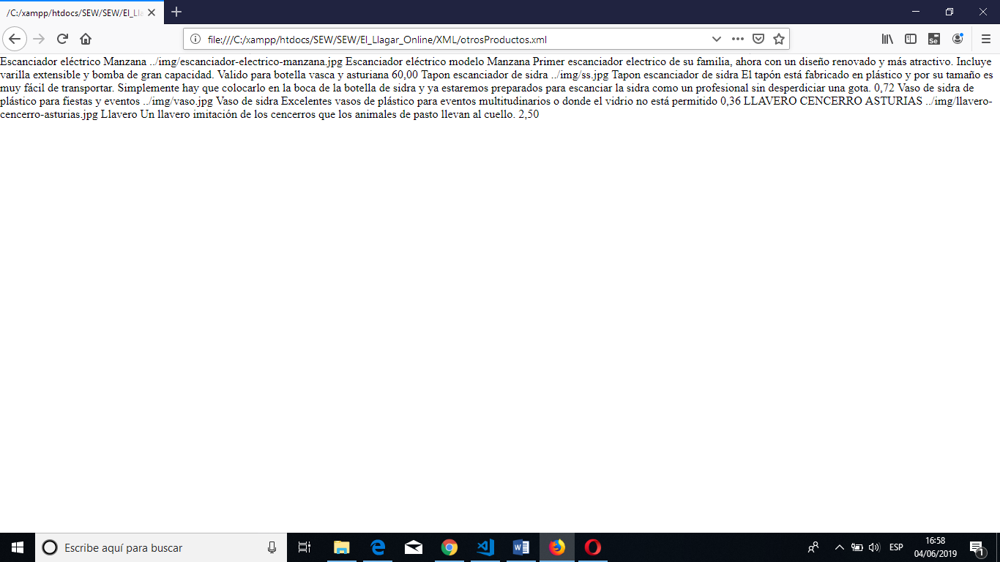 /C:/xampp/htdocs/SEW/SEW/El_Lla
file:///C:/xampp/htdocs/SEW/SEW/El_Llagar_Online/XML/otrosProductos.xml
Se
Escanciador eléctrico Manzana ../img/escanciador-electrico-manzana.jpg Escanciador eléctrico modelo Manzana Primer escanciador electrico de su familia, ahora con un diseño renovado y más atractivo. Incluye
varilla extensible y bomba de gran capacidad. Valido para botella vasca y asturiana 60,00 Tapon escanciador de sidra ../img/ss.jpg Tapon escanciador de sidra El tapón está fabricado en plástico y por su tamaño es
muy fácil de transportar. Simplemente hay que colocarlo en la boca de la botella de sidra y ya estaremos preparados para escanciar la sidra como un profesional sin desperdiciar una gota. 0,72 Vaso de sidra de
plástico para fiestas y eventos ../img/vaso.jpg Vaso de sidra Excelentes vasos de plástico para eventos multitudinarios o donde el vidrio no está permitido 0,36 LLAVERO CENCERRO ASTURIAS ../img/llavero-
cencerro-asturias.jpg Llavero Un llavero imitación de los cencerros que los animales de pasto llevan al cuello. 2,50
Escribe aquí para buscar
ESP
16:58
04/06/2019
1